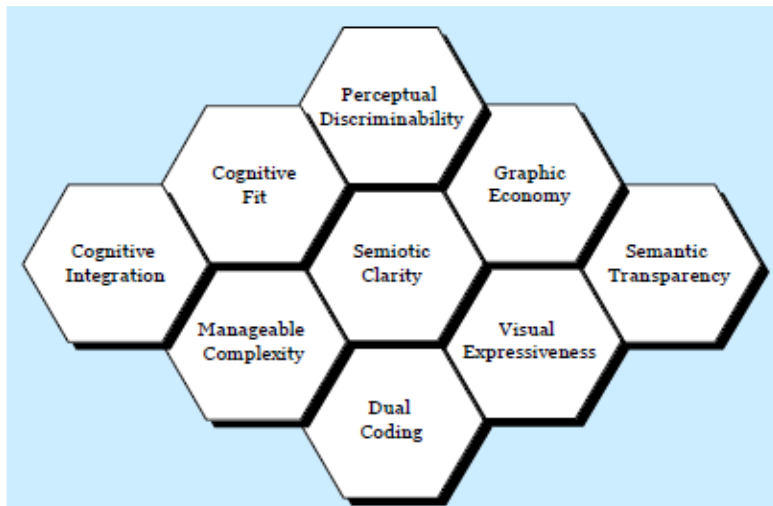 Perceptual
Discriminability
Cognitive
Fit
Graphic
Economy
Cognitive
Integration
Semiotic
Clarity
Semantic
Transparency
Manageable
Complexity
Visual
Expressiveness
Dual
Coding